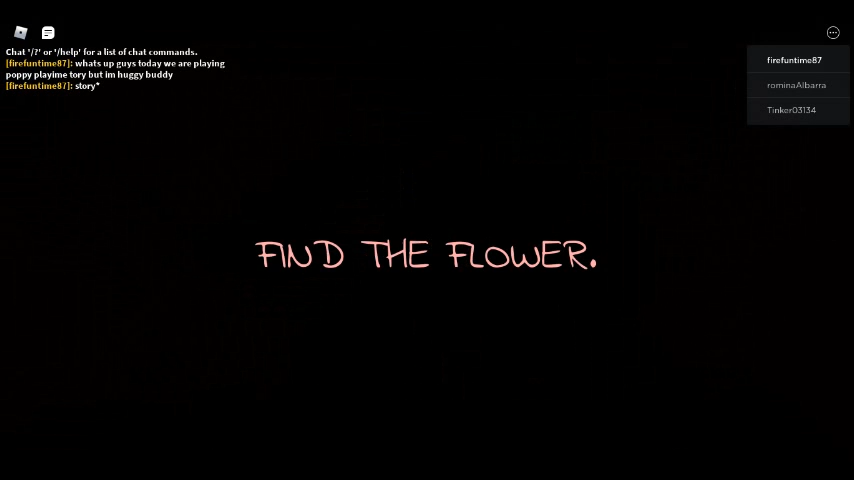 Chat '/?' or '/help' for a list of chat commands.
[firefuntime87]: whats up guys today we are playing
poppy playime tory but im huggy buddy
[firefuntime87]: story*
firefuntime87
rominaAlbarra
Tinker03134
FIND THE FLOWER.